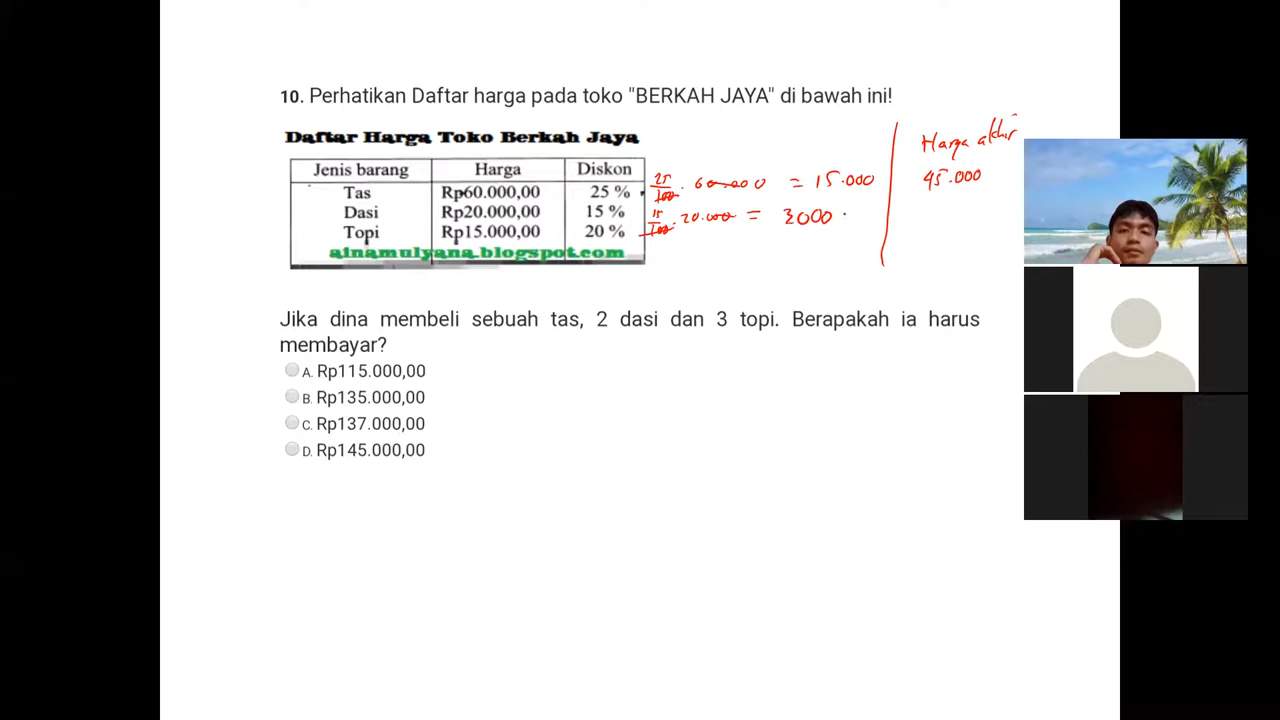 10. Perhatikan Daftar harga pada toko "BERKAH JAYA" di bawah ini!
Daftar Harga Toko Berkah Jaya
Jenis barang Harga Diskon
Tas Rp60.000,00 25 %
Dasi Rp20.000,00 15 %
Topi Rp15.000,00 20 %
ainamulyana.blogspot.com
25/100 . 60.000 = 15.000
15/100 . 20.000 = 3000
Harga akhir
45.000
Jika dina membeli sebuah tas, 2 dasi dan 3 topi. Berapakah ia harus
membayar?
A. Rp115.000,00
B. Rp135.000,00
C. Rp137.000,00
D. Rp145.000,00